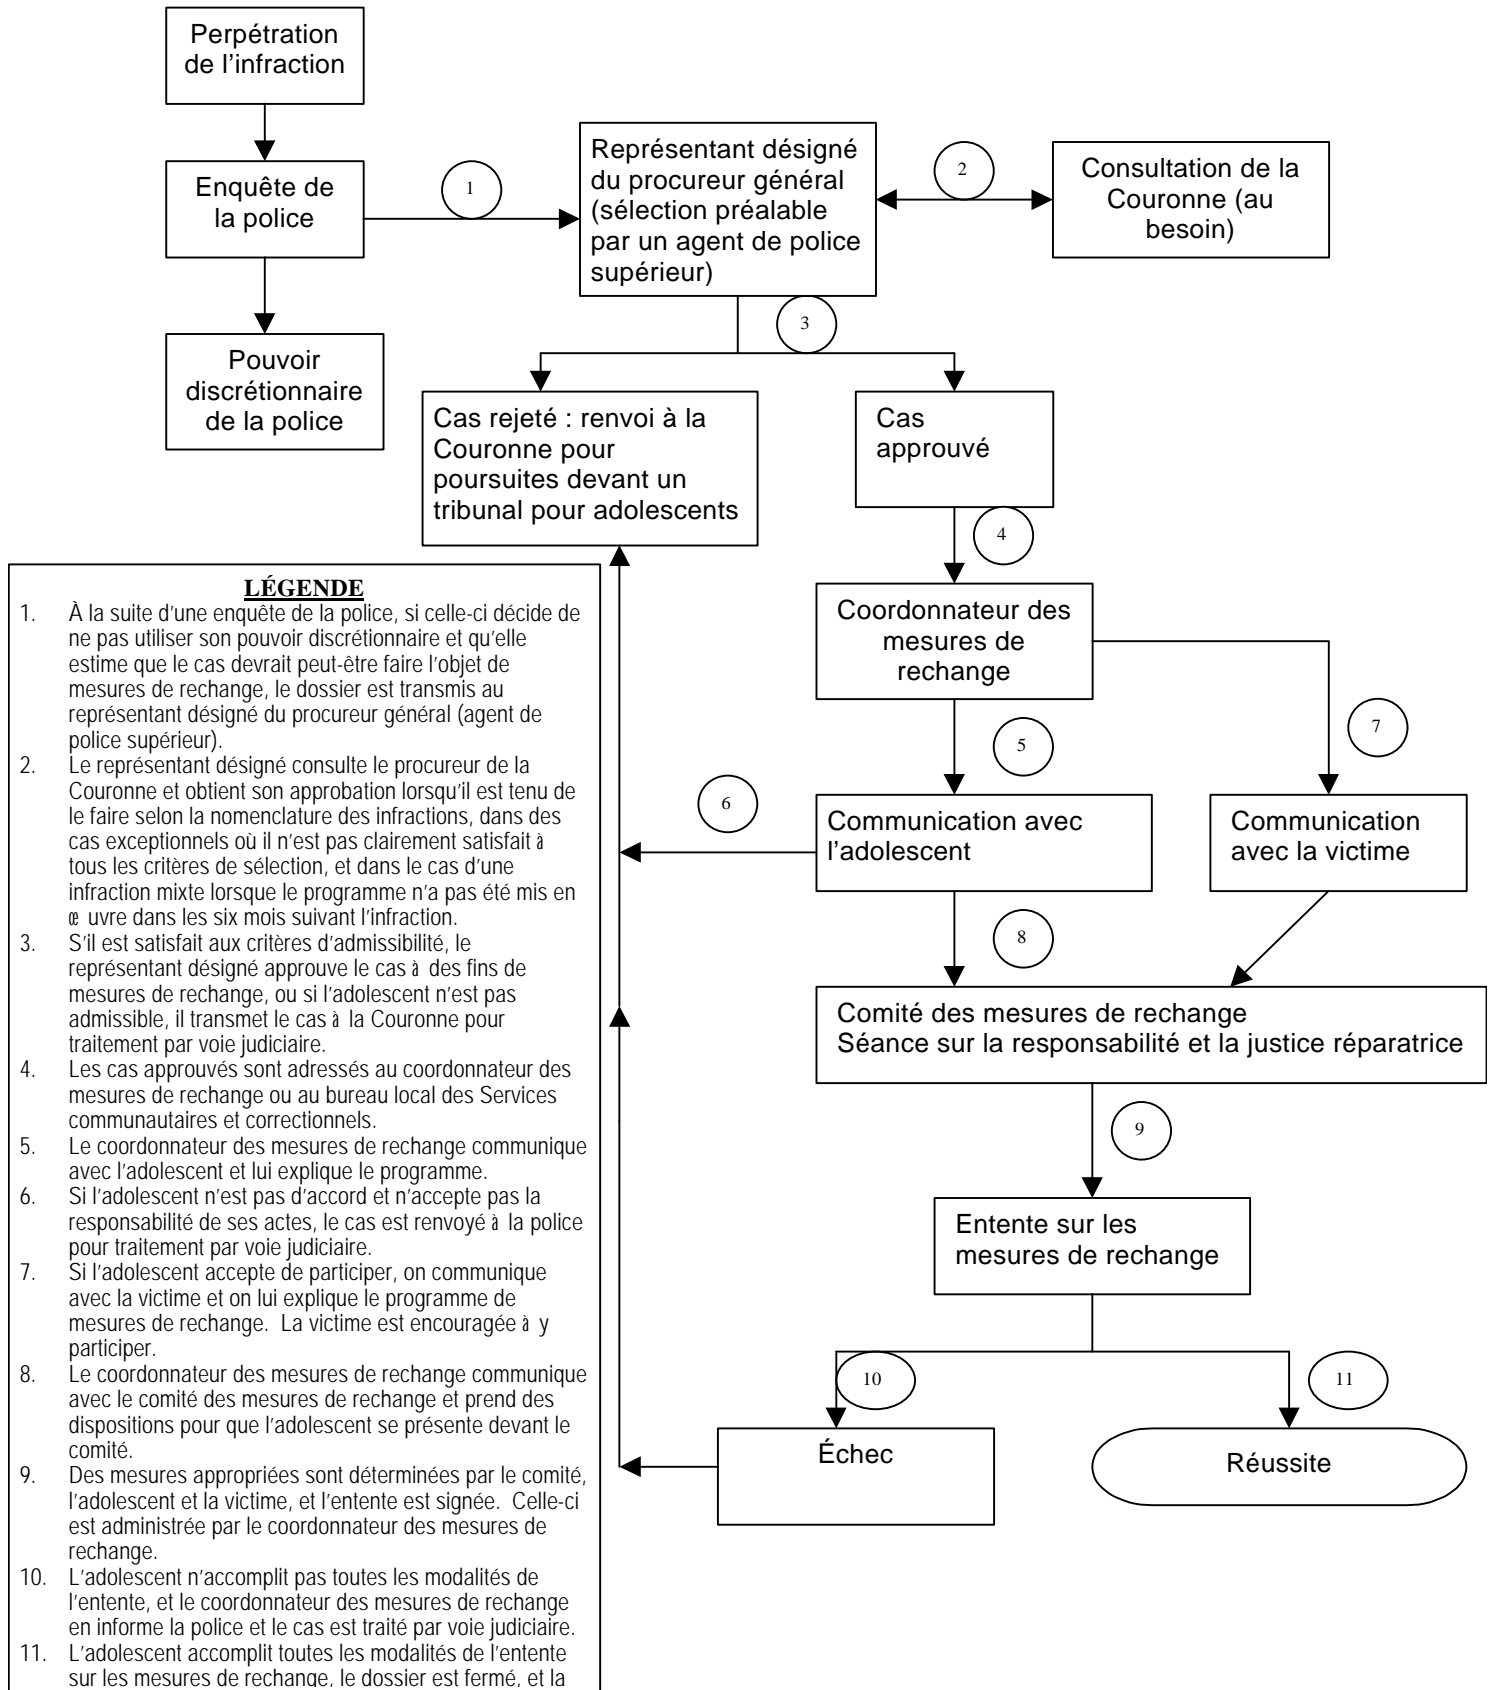 Perpétration
de l'infraction
Enquête de
la police
1
Représentant désigné
du procureur général
(sélection préalable
par un agent de police
supérieur)
2
Consultation de la
Couronne (au
besoin)
Pouvoir
discrétionnaire
de la police
3
Cas rejeté : renvoi à la
Couronne pour
poursuites devant un
tribunal pour adolescents
Cas
approuvé
4
Coordonnateur des
mesures de
rechange
5
7
6
Communication avec
l'adolescent
Communication
avec la victime
8
Comité des mesures de rechange
Séance sur la responsabilité et la justice réparatrice
9
Entente sur les
mesures de rechange
10
11
Échec
Réussite
LÉGENDE
1. À la suite d'une enquête de la police, si celle-ci décide de
ne pas utiliser son pouvoir discrétionnaire et qu'elle
estime que le cas devrait peut-être faire l'objet de
mesures de rechange, le dossier est transmis au
représentant désigné du procureur général (agent de
police supérieur).
2. Le représentant désigné consulte le procureur de la
Couronne et obtient son approbation lorsqu'il est tenu de
le faire selon la nomenclature des infractions, dans des
cas exceptionnels où il n'est pas clairement satisfait à
tous les critères de sélection, et dans le cas d'une
infraction mixte lorsque le programme n'a pas été mis en
œ uvre dans les six mois suivant l'infraction.
3. S'il est satisfait aux critères d'admissibilité, le
représentant désigné approuve le cas à des fins de
mesures de rechange, ou si l'adolescent n'est pas
admissible, il transmet le cas à la Couronne pour
traitement par voie judiciaire.
4. Les cas approuvés sont adressés au coordonnateur des
mesures de rechange ou au bureau local des Services
communautaires et correctionnels.
5. Le coordonnateur des mesures de rechange communique
avec l'adolescent et lui explique le programme.
6. Si l'adolescent n'est pas d'accord et n'accepte pas la
responsabilité de ses actes, le cas est renvoyé à la police
pour traitement par voie judiciaire.
7. Si l'adolescent accepte de participer, on communique
avec la victime et on lui explique le programme de
mesures de rechange. La victime est encouragée à y
participer.
8. Le coordonnateur des mesures de rechange communique
avec le comité des mesures de rechange et prend des
dispositions pour que l'adolescent se présente devant le
comité.
9. Des mesures appropriées sont déterminées par le comité,
l'adolescent et la victime, et l'entente est signée. Celle-ci
est administrée par le coordonnateur des mesures de
rechange.
10. L'adolescent n'accomplit pas toutes les modalités de
l'entente, et le coordonnateur des mesures de rechange
en informe la police et le cas est traité par voie judiciaire.
11. L'adolescent accomplit toutes les modalités de l'entente
sur les mesures de rechange, le dossier est fermé, et la